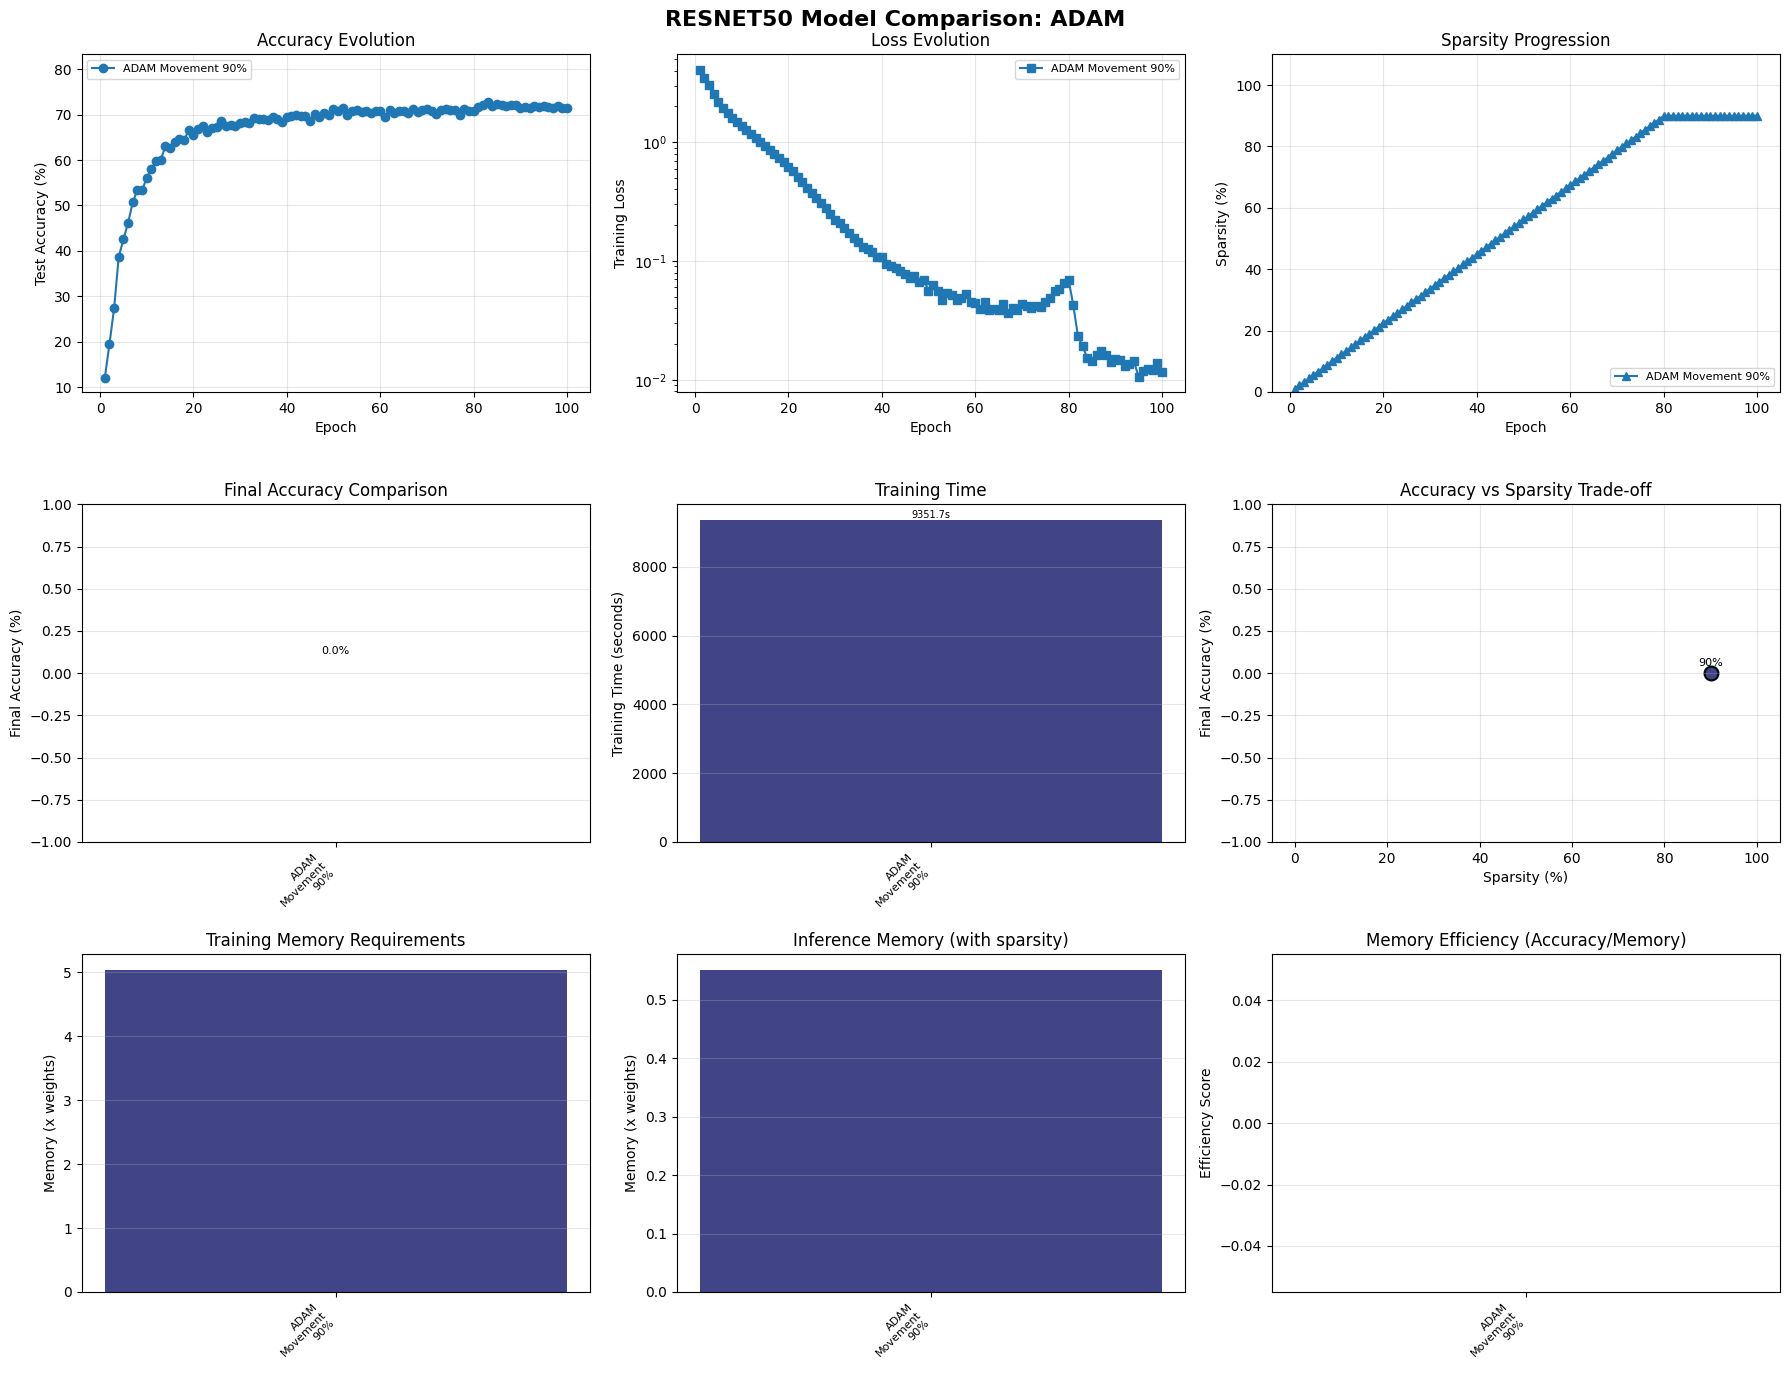 RESNET50 Model Comparison: ADAM
Accuracy Evolution
ADAM Movement 90%
80
70
60
50
40
30
20
10
Test Accuracy (%)
0 20 40 60 80 100
Epoch
Loss Evolution
ADAM Movement 90%
10⁰
10⁻¹
10⁻²
Training Loss
0 20 40 60 80 100
Epoch
Sparsity Progression
100
80
60
40
20
0
Sparsity (%)
ADAM Movement 90%
0 20 40 60 80 100
Epoch
Final Accuracy Comparison
1.00
0.75
0.50
0.25
0.00
−0.25
−0.50
−0.75
−1.00
Final Accuracy (%)
0.0%
ADAM
Movement
90%
Training Time
9351.7s
8000
6000
4000
2000
0
Training Time (seconds)
ADAM
Movement
90%
Accuracy vs Sparsity Trade-off
1.00
0.75
0.50
0.25
0.00
−0.25
−0.50
−0.75
−1.00
Final Accuracy (%)
90%
0 20 40 60 80 100
Sparsity (%)
Training Memory Requirements
5
4
3
2
1
0
Memory (x weights)
ADAM
Movement
90%
Inference Memory (with sparsity)
0.5
0.4
0.3
0.2
0.1
0.0
Memory (x weights)
ADAM
Movement
90%
Memory Efficiency (Accuracy/Memory)
0.04
0.02
0.00
−0.02
−0.04
Efficiency Score
ADAM
Movement
90%